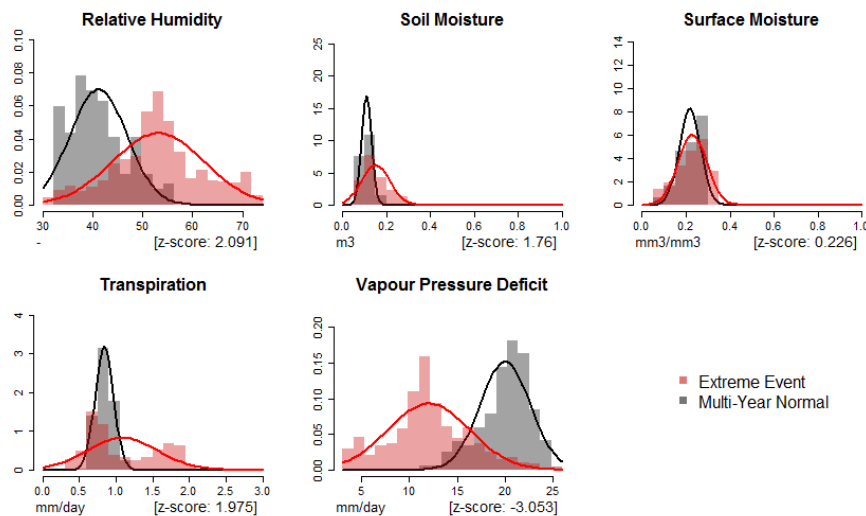 Relative Humidity
0.00 0.02 0.04 0.06 0.08 0.10
30 40 50 60 70
- [z-score: 2.091]
Soil Moisture
0 5 10 15 20 25
0.0 0.2 0.4 0.6 0.8 1.0
m3 [z-score: 1.76]
Surface Moisture
0 2 4 6 8 10 12 14
0.0 0.2 0.4 0.6 0.8 1.0
mm3/mm3 [z-score: 0.226]
Transpiration
0 1 2 3 4
0.0 0.5 1.0 1.5 2.0 2.5 3.0
mm/day [z-score: 1.975]
Vapour Pressure Deficit
0.00 0.05 0.10 0.15 0.20
5 10 15 20 25
mm/day [z-score: -3.053]
Extreme Event
Multi-Year Normal